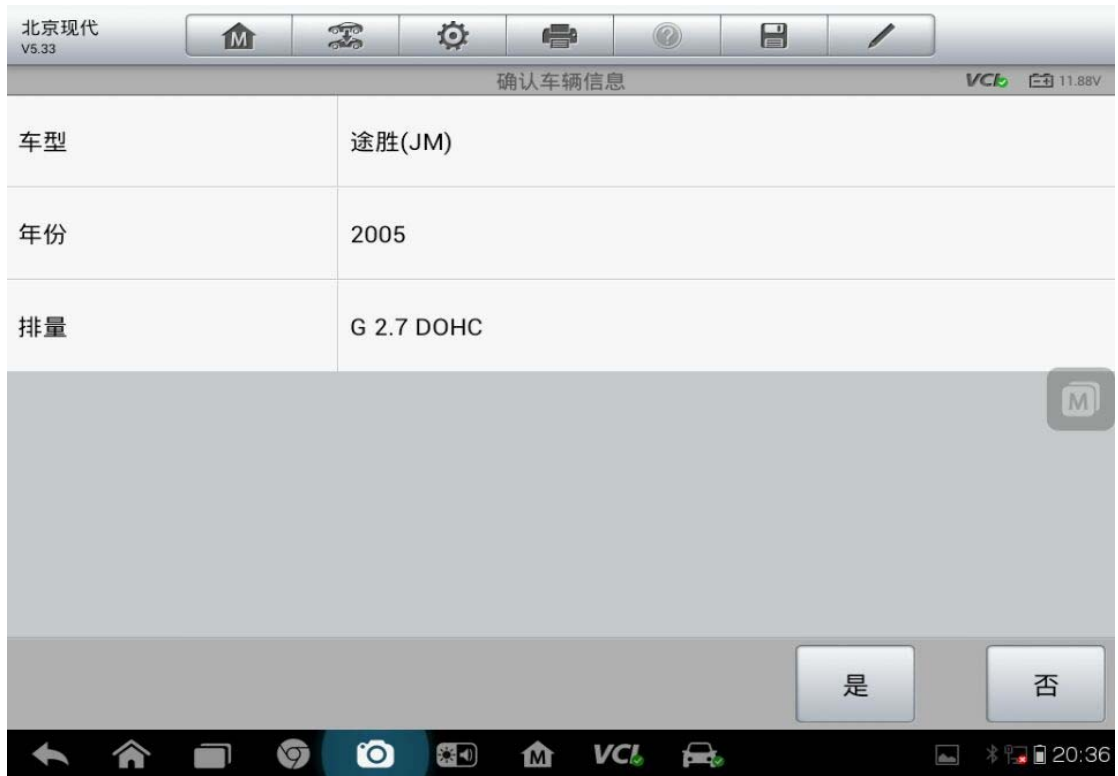 北京现代
V5.33
M
确认车辆信息
VCI
11.88V
车型
途胜(JM)
年份
2005
排量
G 2.7 DOHC
M
是
否
M
VCI
20:36